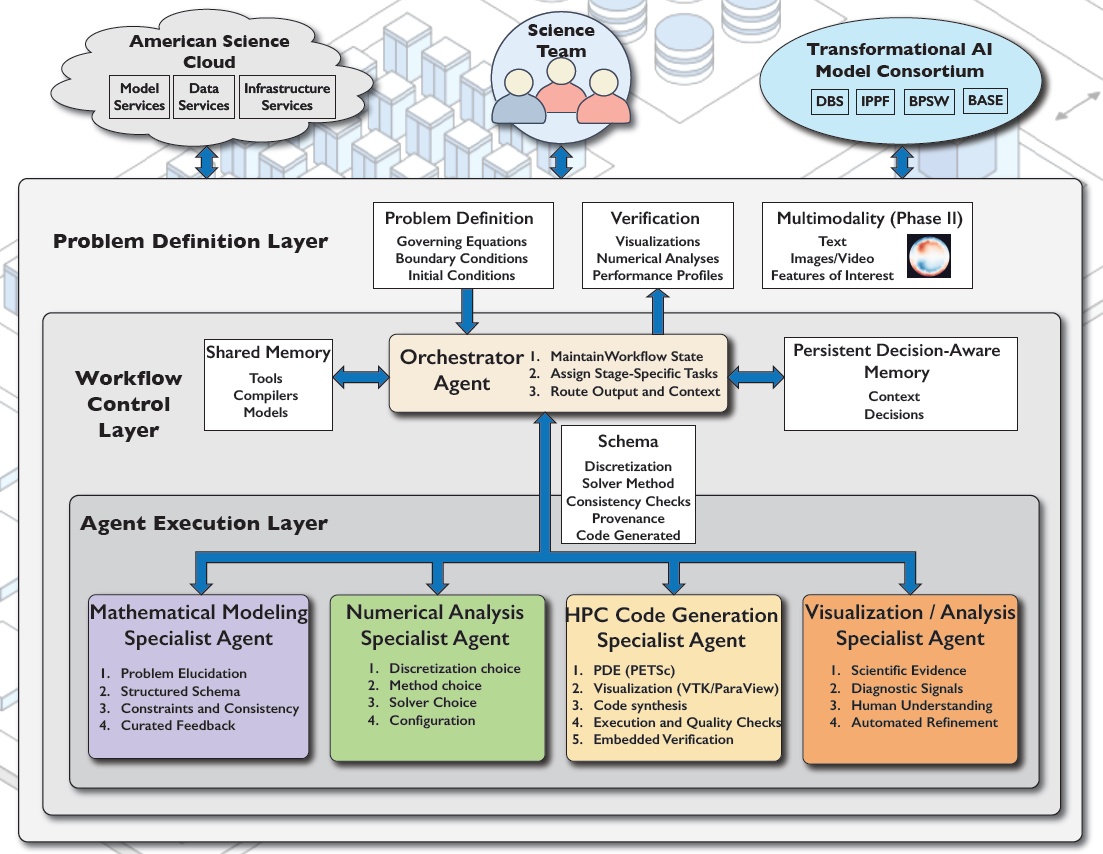 American Science
Cloud
Model
Services
Data
Services
Infrastructure
Services
Science
Team
Transformational AI
Model Consortium
DBS
IPPF
BPSW
BASE
Problem Definition Layer
Problem Definition
Governing Equations
Boundary Conditions
Initial Conditions
Verification
Visualizations
Numerical Analyses
Performance Profiles
Multimodality (Phase II)
Text
Images/Video
Features of Interest
Workflow
Control
Layer
Shared Memory
Tools
Compilers
Models
Orchestrator
Agent
1. MaintainWorkflow State
2. Assign Stage-Specific Tasks
3. Route Output and Context
Persistent Decision-Aware
Memory
Context
Decisions
Schema
Discretization
Solver Method
Consistency Checks
Provenance
Code Generated
Agent Execution Layer
Mathematical Modeling
Specialist Agent
1. Problem Elucidation
2. Structured Schema
3. Constraints and Consistency
4. Curated Feedback
Numerical Analysis
Specialist Agent
1. Discretization choice
2. Method choice
3. Solver Choice
4. Configuration
HPC Code Generation
Specialist Agent
1. PDE (PETSc)
2. Visualization (VTK/ParaView)
3. Code synthesis
4. Execution and Quality Checks
5. Embedded Verification
Visualization / Analysis
Specialist Agent
1. Scientific Evidence
2. Diagnostic Signals
3. Human Understanding
4. Automated Refinement